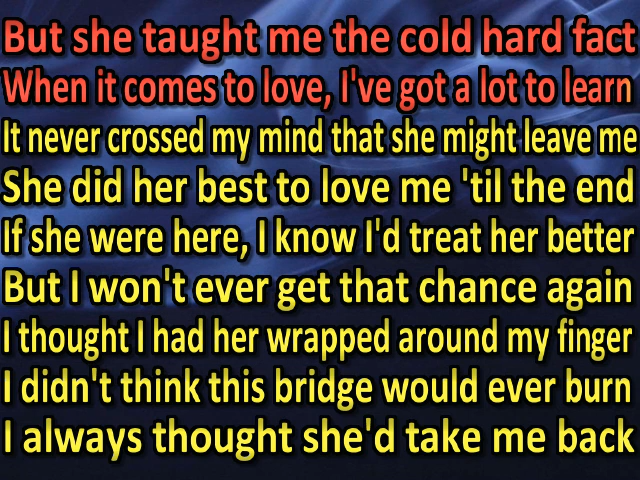 But she taught me the cold hard fact
When it comes to love, I've got a lot to learn
It never crossed my mind that she might leave me
She did her best to love me 'til the end
If she were here, I know I'd treat her better
But I won't ever get that chance again
I thought I had her wrapped around my finger
I didn't think this bridge would ever burn
I always thought she'd take me back